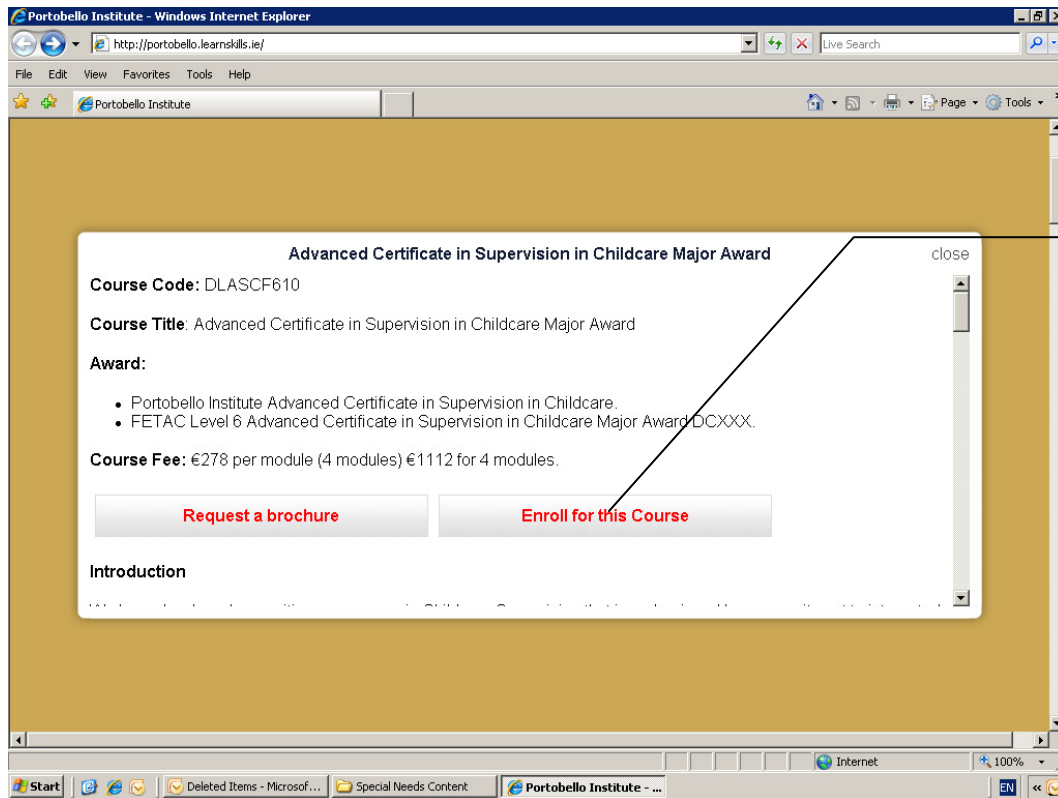 Portobello Institute - Windows Internet Explorer
http://portobello.learnskills.ie/
Live Search
File Edit View Favorites Tools Help
Portobello Institute
Page Tools
Advanced Certificate in Supervision in Childcare Major Award
close
Course Code: DLASCF610
Course Title: Advanced Certificate in Supervision in Childcare Major Award
Award:
• Portobello Institute Advanced Certificate in Supervision in Childcare.
• FETAC Level 6 Advanced Certificate in Supervision in Childcare Major Award DCXXX.
Course Fee: €278 per module (4 modules) €1112 for 4 modules.
Request a brochure
Enroll for this Course
Introduction
Internet
100%
Start
Deleted Items - Microsof...
Special Needs Content
Portobello Institute - ...
EN
«